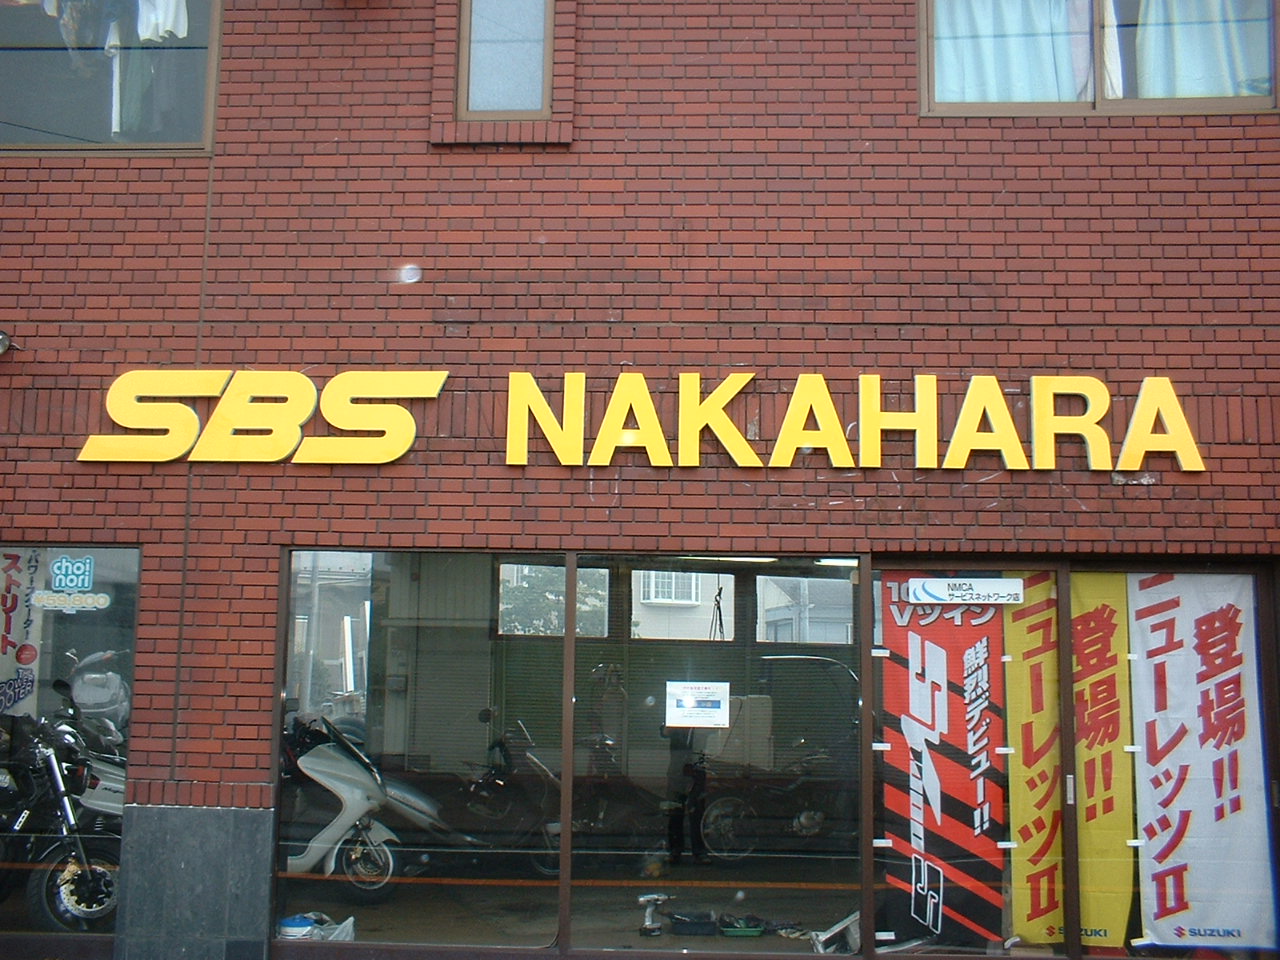 SBS NAKAHARA
choi
nori
¥59,800
ストリート
NMCA
サービスネットワーク店
Vツイン
鮮烈デビュー!!
ニューレッツII
登場!!
SUZUKI
ニューレッツII
登場!!
SUZUKI